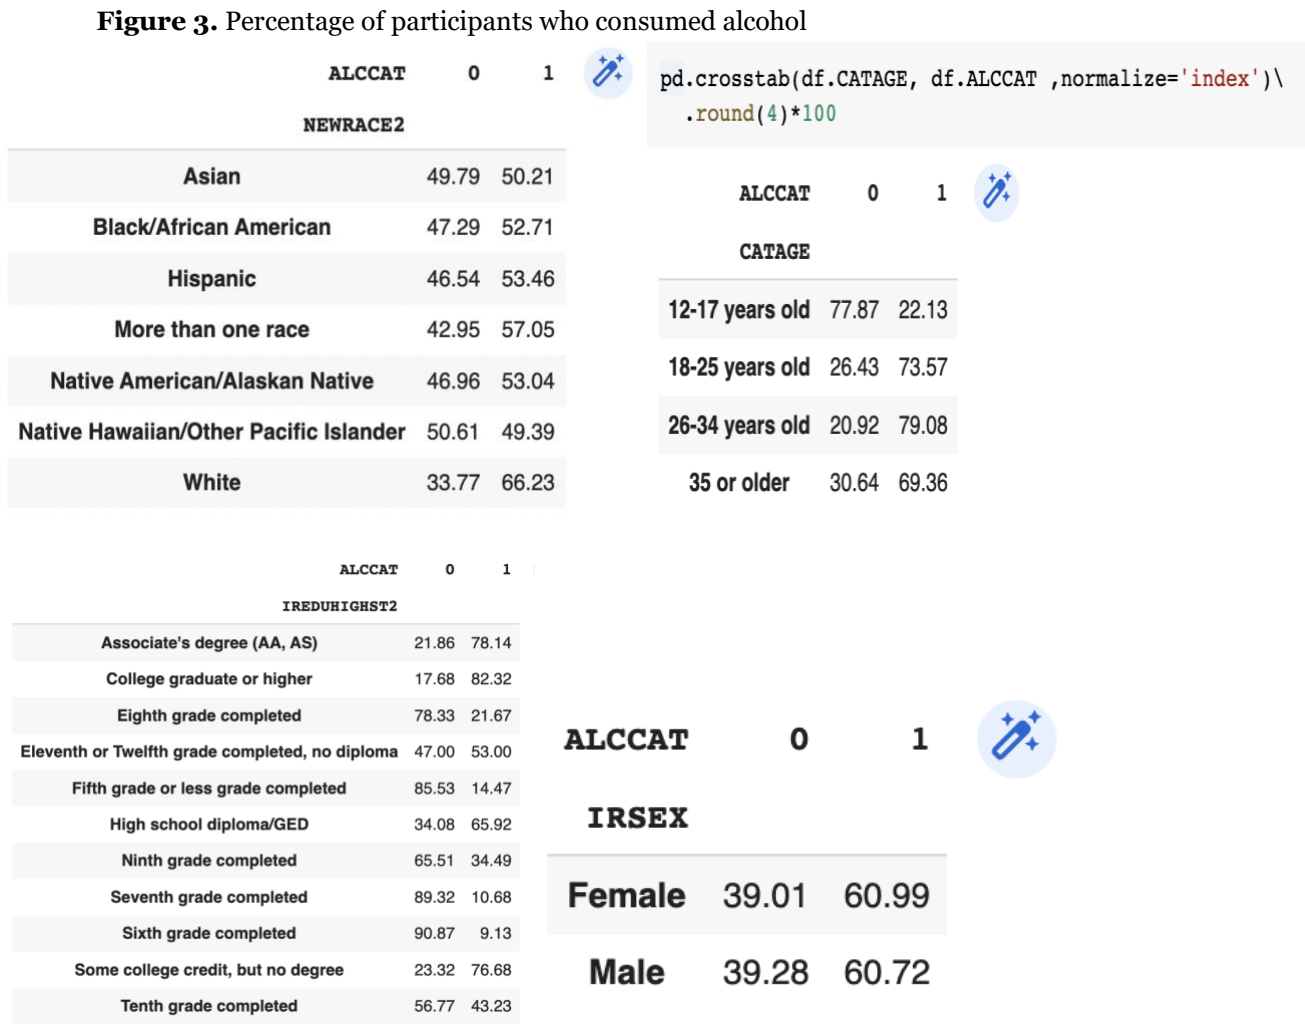 Figure 3. Percentage of participants who consumed alcohol
ALCCAT 0 1
NEWRACE2
Asian 49.79 50.21
Black/African American 47.29 52.71
Hispanic 46.54 53.46
More than one race 42.95 57.05
Native American/Alaskan Native 46.96 53.04
Native Hawaiian/Other Pacific Islander 50.61 49.39
White 33.77 66.23
pd.crosstab(df.CATAGE, df.ALCCAT ,normalize='index')\
.round(4)*100
ALCCAT 0 1
CATAGE
12-17 years old 77.87 22.13
18-25 years old 26.43 73.57
26-34 years old 20.92 79.08
35 or older 30.64 69.36
ALCCAT 0 1
IREDUHIGHST2
Associate's degree (AA, AS) 21.86 78.14
College graduate or higher 17.68 82.32
Eighth grade completed 78.33 21.67
Eleventh or Twelfth grade completed, no diploma 47.00 53.00
Fifth grade or less grade completed 85.53 14.47
High school diploma/GED 34.08 65.92
Ninth grade completed 65.51 34.49
Seventh grade completed 89.32 10.68
Sixth grade completed 90.87 9.13
Some college credit, but no degree 23.32 76.68
Tenth grade completed 56.77 43.23
ALCCAT 0 1
IRSEX
Female 39.01 60.99
Male 39.28 60.72